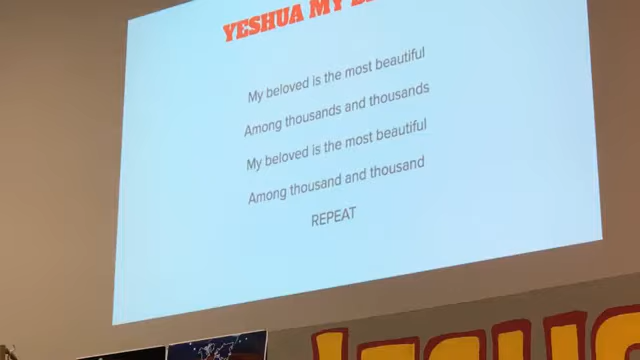 YESHUA MY
My beloved is the most beautiful
Among thousands and thousands
My beloved is the most beautiful
Among thousand and thousand
REPEAT
JESUS